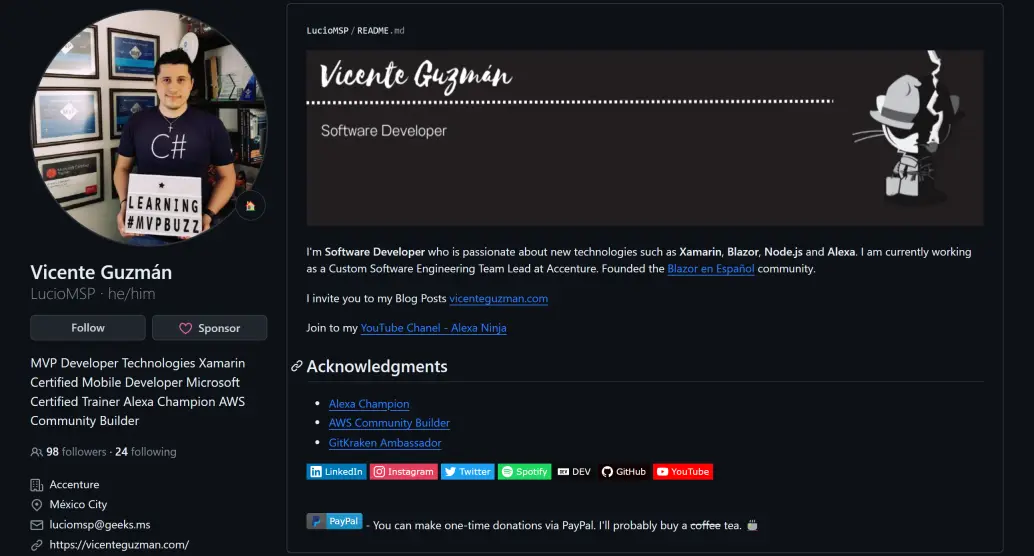 C#
LEARNING
#MVPBUZZ
Vicente Guzmán
LucioMSP · he/him
Follow
Sponsor
MVP Developer Technologies Xamarin
Certified Mobile Developer Microsoft
Certified Trainer Alexa Champion AWS
Community Builder
98 followers · 24 following
Accenture
México City
luciomsp@geeks.ms
https://vicenteguzman.com/
LucioMSP/README.md
Vicente Guzmán
Software Developer
I'm Software Developer who is passionate about new technologies such as Xamarin, Blazor, Node.js and Alexa. I am currently working
as a Custom Software Engineering Team Lead at Accenture. Founded the Blazor en Español community.
I invite you to my Blog Posts vicenteguzman.com
Join to my YouTube Chanel - Alexa Ninja
Acknowledgments
Alexa Champion
AWS Community Builder
GitKraken Ambassador
LinkedIn Instagram Twitter Spotify DEV GitHub YouTube
PayPal - You can make one-time donations via PayPal. I'll probably buy a coffee tea.